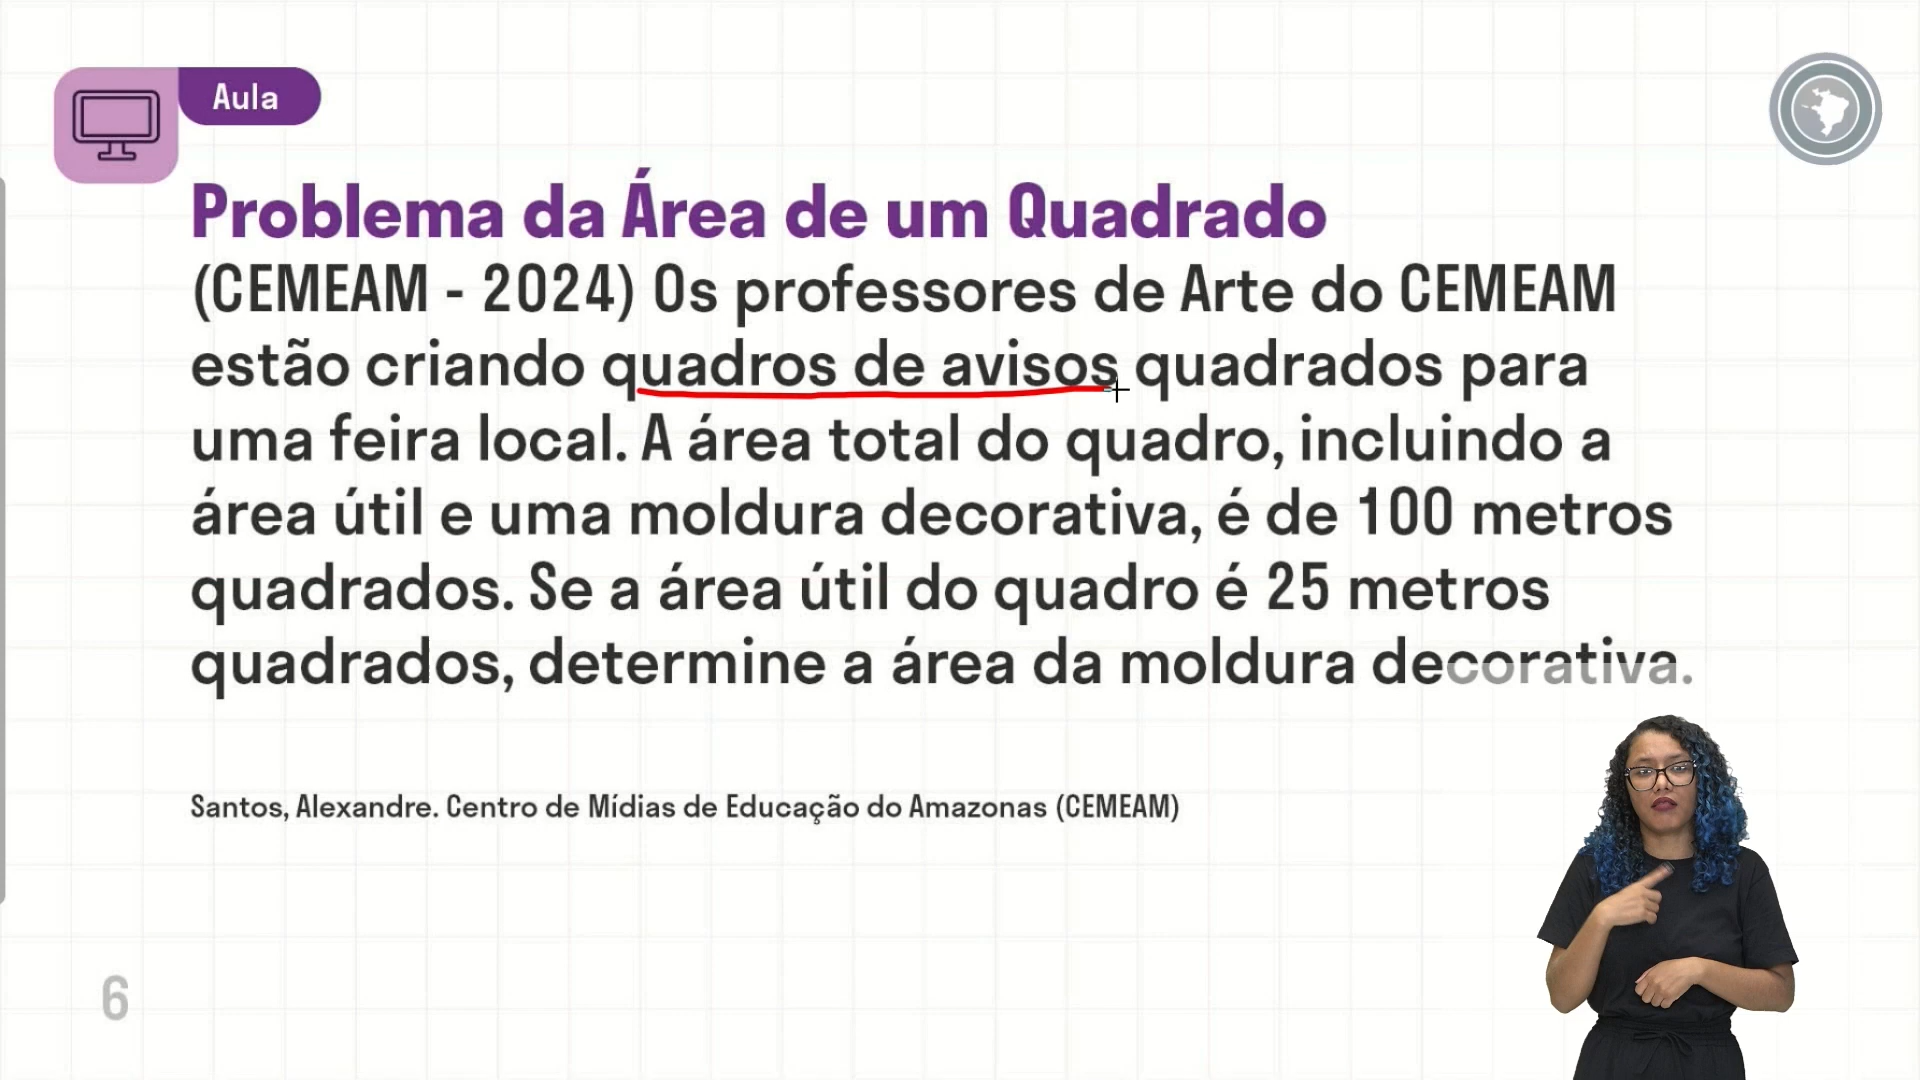 Aula
Problema da Área de um Quadrado
(CEMEAM - 2024) Os professores de Arte do CEMEAM
estão criando quadros de avisos quadrados para
uma feira local. A área total do quadro, incluindo a
área útil e uma moldura decorativa, é de 100 metros
quadrados. Se a área útil do quadro é 25 metros
quadrados, determine a área da moldura decorativa.
Santos, Alexandre. Centro de Mídias de Educação do Amazonas (CEMEAM)
6